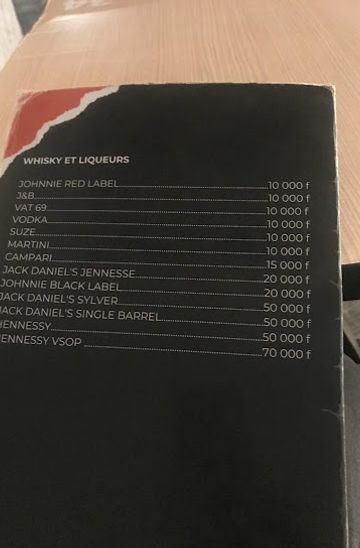 WHISKY ET LIQUEURS
JOHNNIE RED LABEL 10 000 f
J&B 10 000 f
VAT 69 10 000 f
VODKA 10 000 f
SUZE 10 000 f
MARTINI 10 000 f
CAMPARI 15 000 f
JACK DANIEL'S JENNESSE 20 000 f
JOHNNIE BLACK LABEL 20 000 f
JACK DANIEL'S SYLVER 50 000 f
JACK DANIEL'S SINGLE BARREL 50 000 f
HENNESSY 50 000 f
HENNESSY VSOP 70 000 f